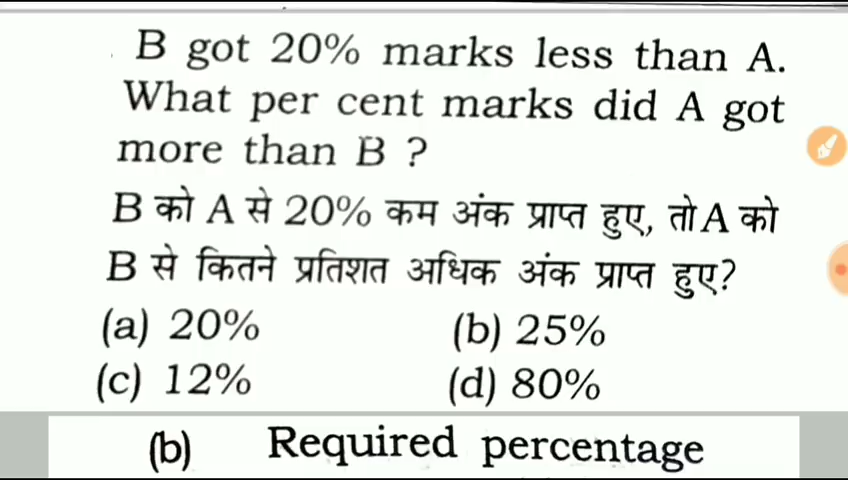 B got 20% marks less than A.
What per cent marks did A got
more than B ?
B को A से 20% कम अंक प्राप्त हुए, तो A को
B से कितने प्रतिशत अधिक अंक प्राप्त हुए?
(a) 20% (b) 25%
(c) 12% (d) 80%
(b) Required percentage